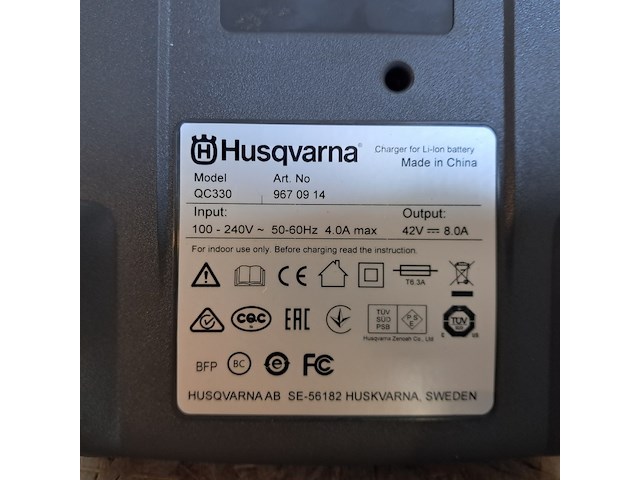 Husqvarna
Charger for Li-Ion battery
Made in China
Model Art. No
QC330 967 09 14
Input: Output:
100 - 240V ~ 50-60Hz 4.0A max 42V ⎓ 8.0A
For indoor use only. Before charging read the instruction.
CE
T6.3A
CQC
EAC
TÜV
SÜD
PSB
PS
E
TÜV
C US
Husqvarna Zenoah Co., Ltd
BFP BC e FC
HUSQVARNA AB SE-56182 HUSKVARNA, SWEDEN